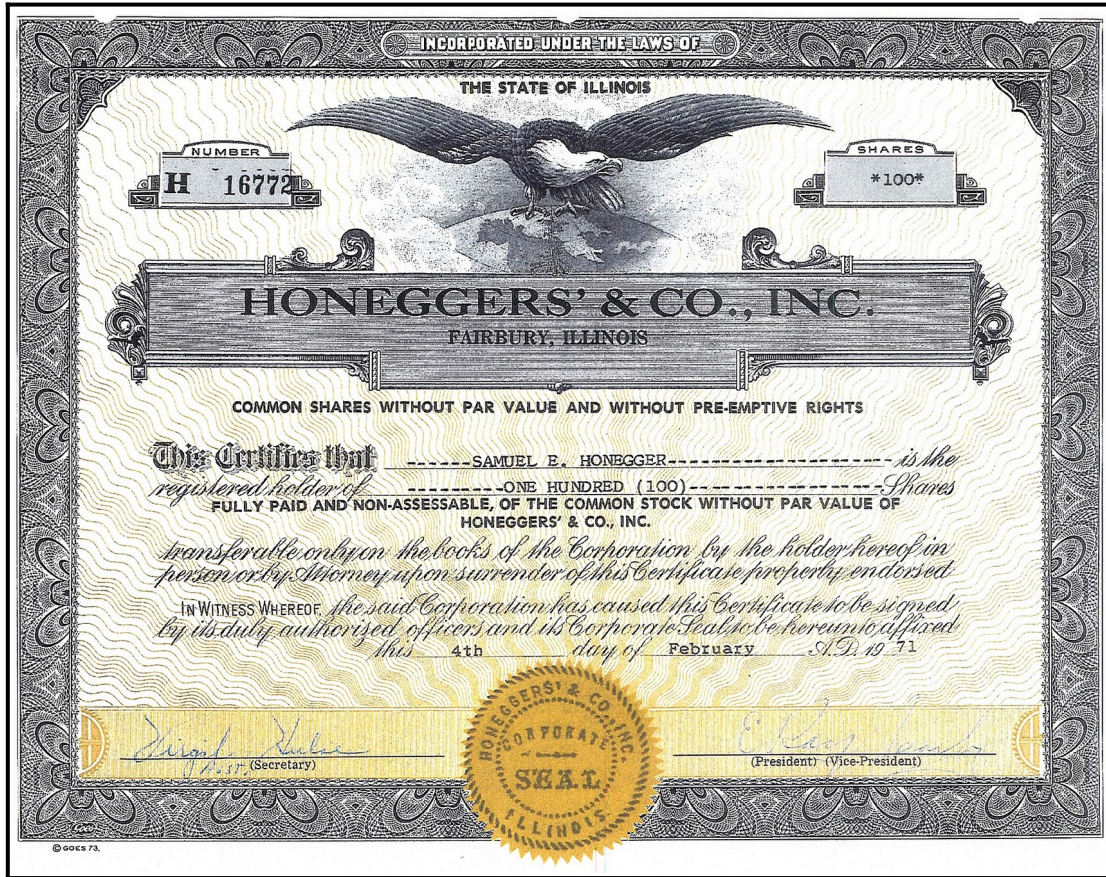 INCORPORATED UNDER THE LAWS OF
THE STATE OF ILLINOIS
NUMBER
H 16772
SHARES
*100*
HONEGGERS' & CO., INC.
FAIRBURY, ILLINOIS
COMMON SHARES WITHOUT PAR VALUE AND WITHOUT PRE-EMPTIVE RIGHTS
This Certifies that ------SAMUEL E. HONEGGER------ is the
registered holder of ------ONE HUNDRED (100)------ Shares
FULLY PAID AND NON-ASSESSABLE, OF THE COMMON STOCK WITHOUT PAR VALUE OF
HONEGGERS' & CO., INC.
transferable only on the books of the Corporation by the holder hereof in
person or by Attorney upon surrender of this Certificate properly endorsed
IN WITNESS WHEREOF, the said Corporation has caused this Certificate to be signed
by its duly authorised officers and its Corporate Seal to be hereunto affixed
this 4th day of February A.D. 19 71
HONEGGERS' & CO., INC.
CORPORATE
SEAL
ILLINOIS
Virgil Hulse
Asst. (Secretary)
(President) (Vice-President)
© GOES 73.